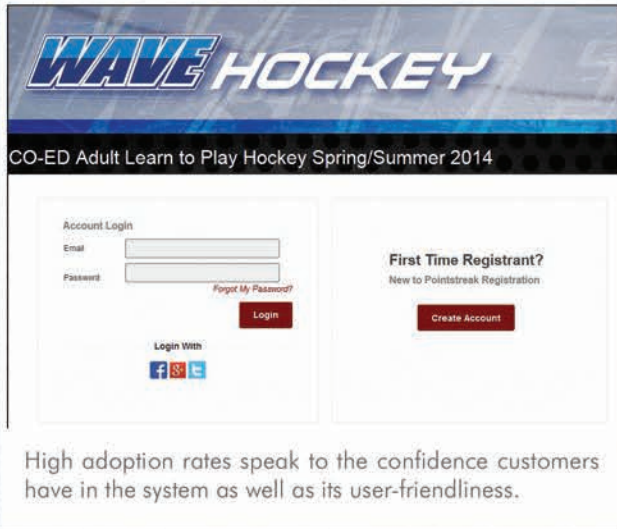 WAVE HOCKEY
CO-ED Adult Learn to Play Hockey Spring/Summer 2014
Account Login
Email
Password
Forgot My Password?
Login
Login With
f g+ t
First Time Registrant?
New to Pointstreak Registration
Create Account
High adoption rates speak to the confidence customers
have in the system as well as its user-friendliness.